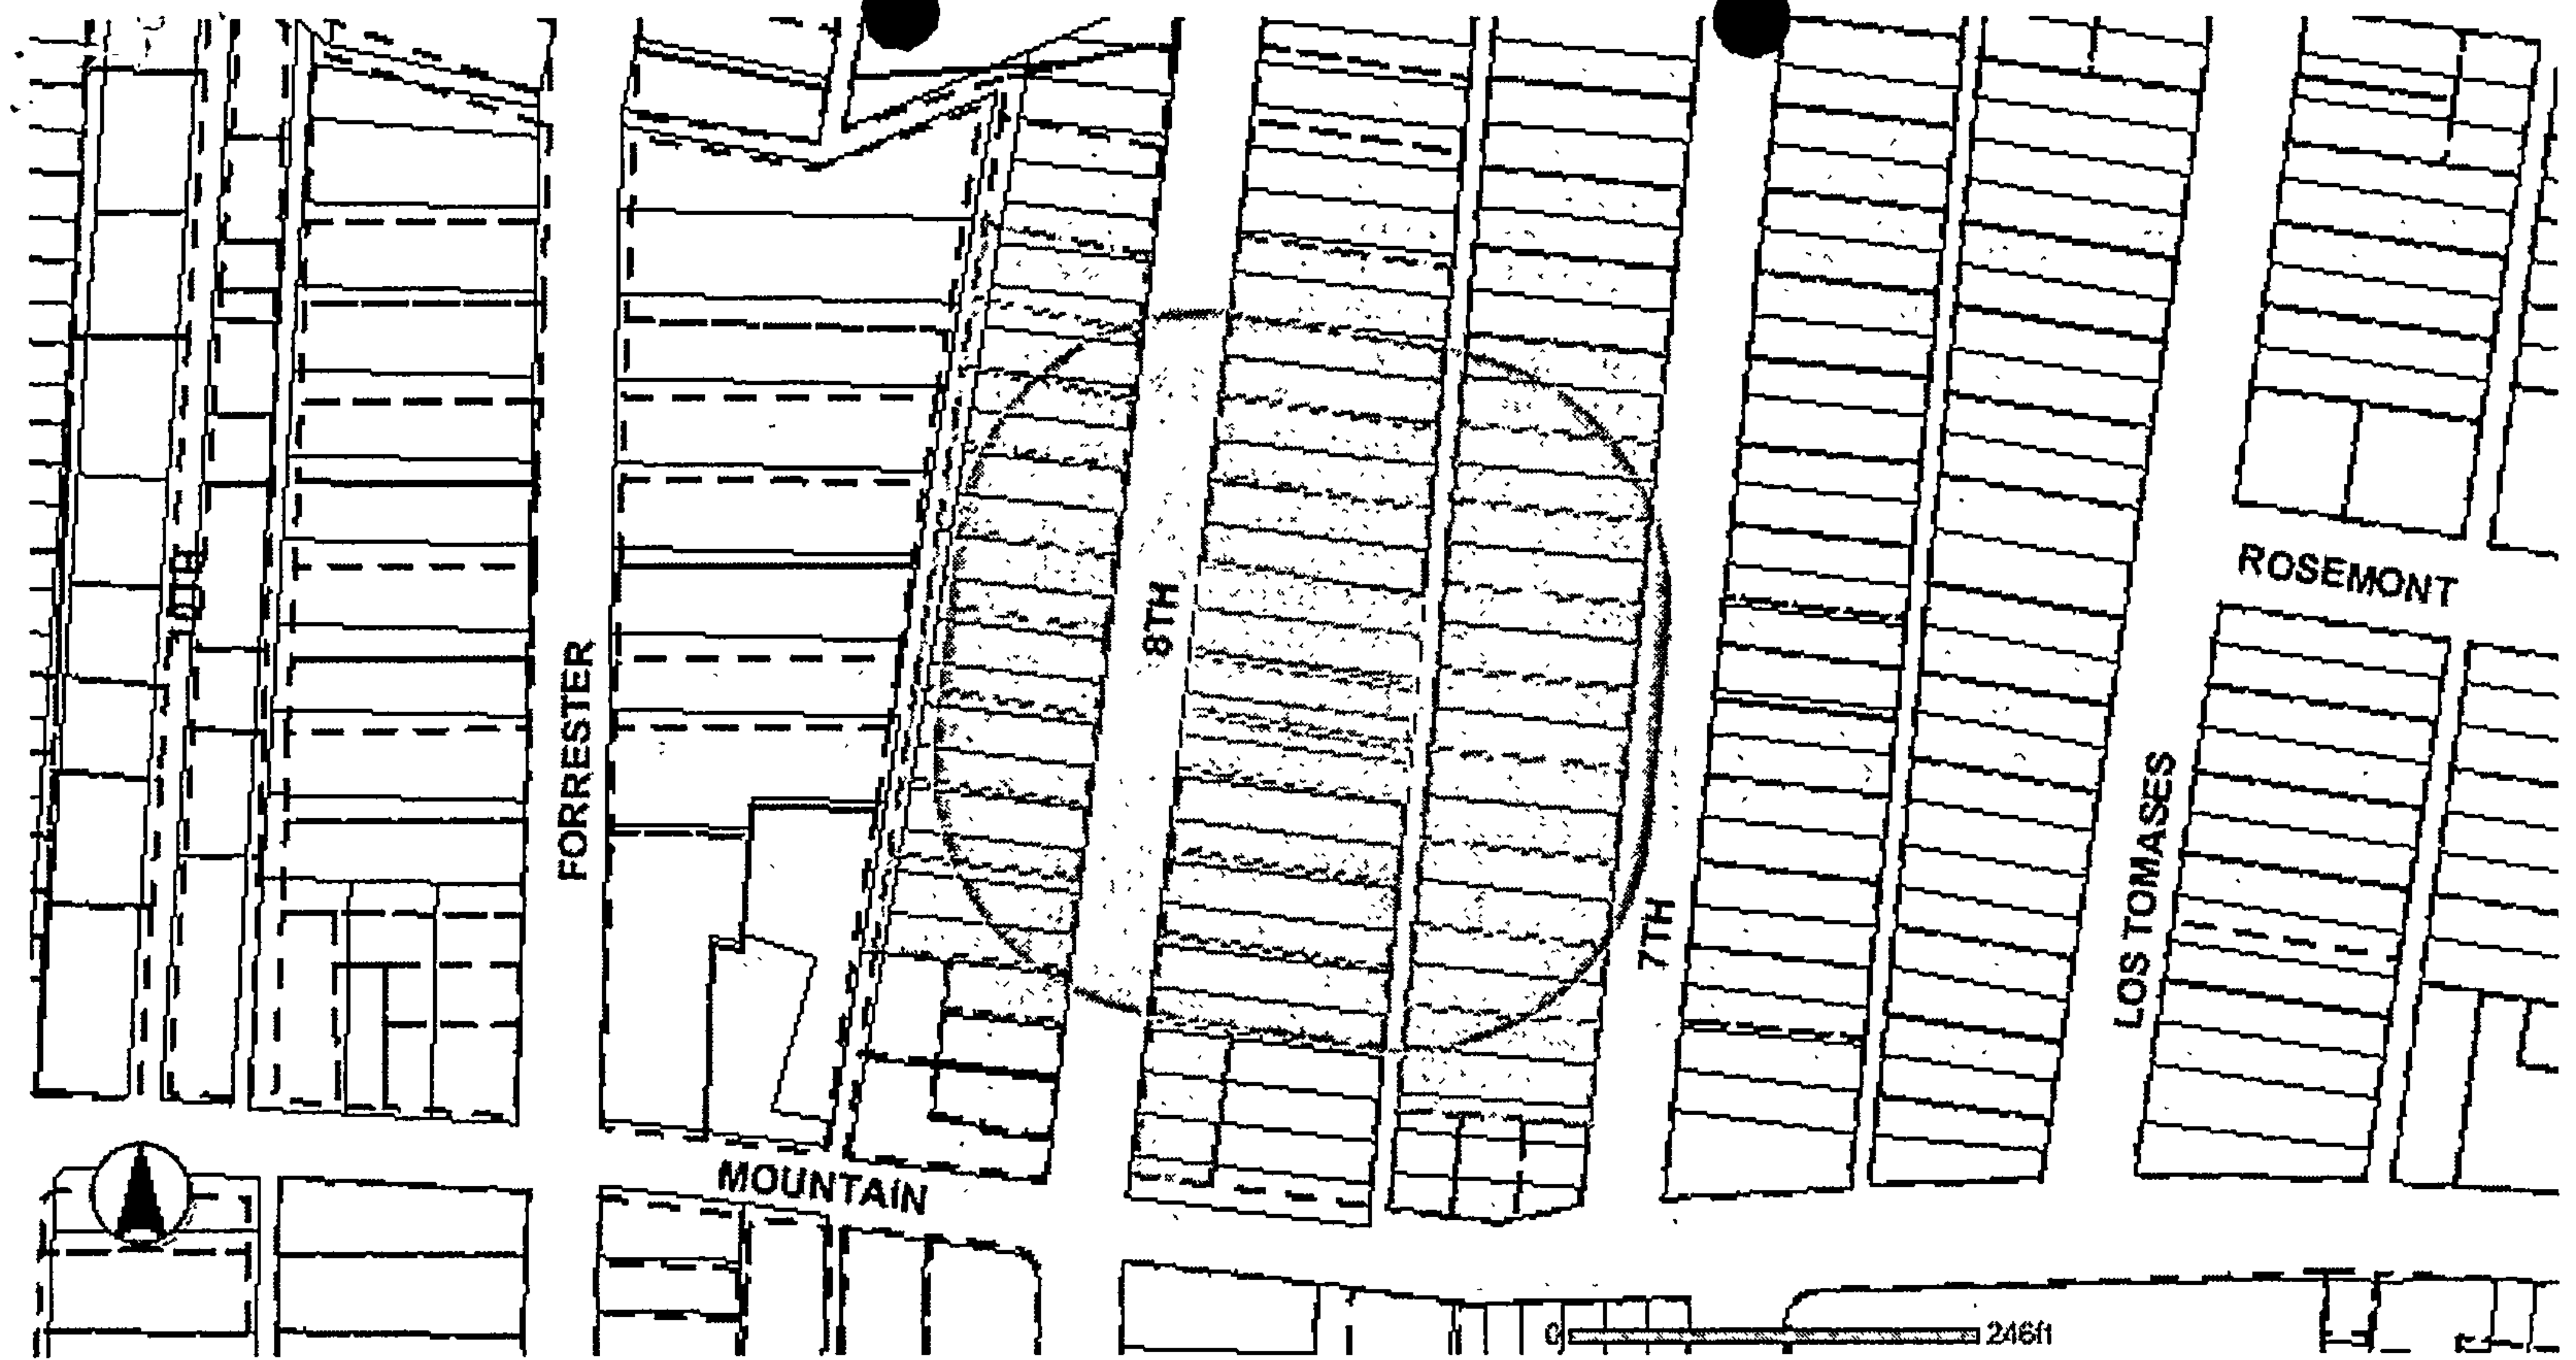 ROSEMONT
8TH
FORRESTER
LOS TOMASES
7TH
MOUNTAIN
0 246ft